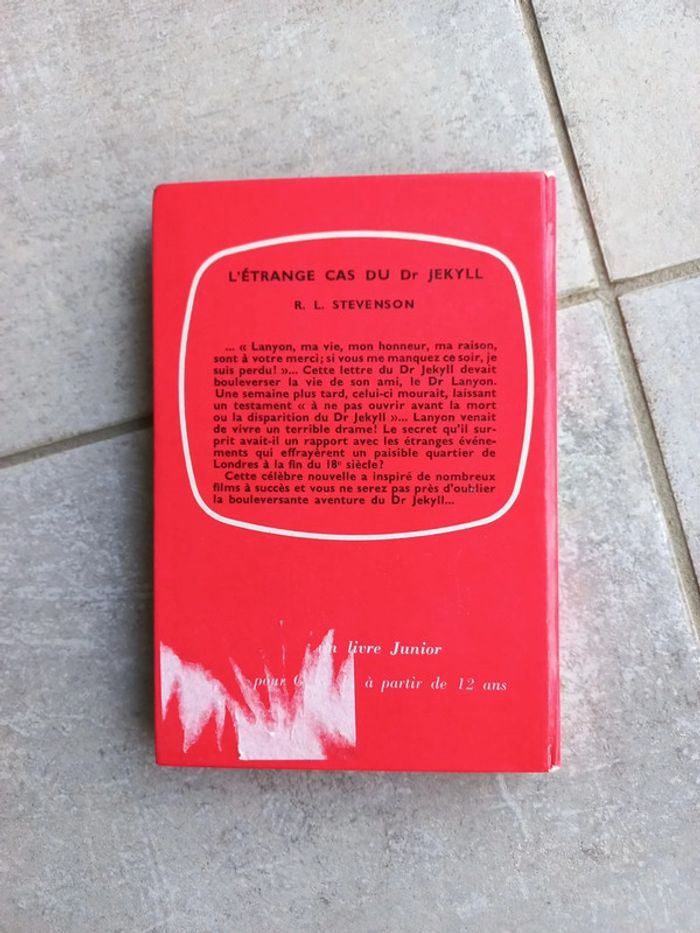 L'ÉTRANGE CAS DU Dr JEKYLL
R. L. STEVENSON
... « Lanyon, ma vie, mon honneur, ma raison,
sont à votre merci; si vous me manquez ce soir, je
suis perdu! »... Cette lettre du Dr Jekyll devait
bouleverser la vie de son ami, le Dr Lanyon.
Une semaine plus tard, celui-ci mourait, laissant
un testament « à ne pas ouvrir avant la mort
ou la disparition du Dr Jekyll »... Lanyon venait
de vivre un terrible drame! Le secret qu'il sur-
prit avait-il un rapport avec les étranges événe-
ments qui effrayèrent un paisible quartier de
Londres à la fin du 18e siècle?
Cette célèbre nouvelle a inspiré de nombreux
films à succès et vous ne serez pas près d'oublier
la bouleversante aventure du Dr Jekyll...
livre Junior
pour à partir de 12 ans